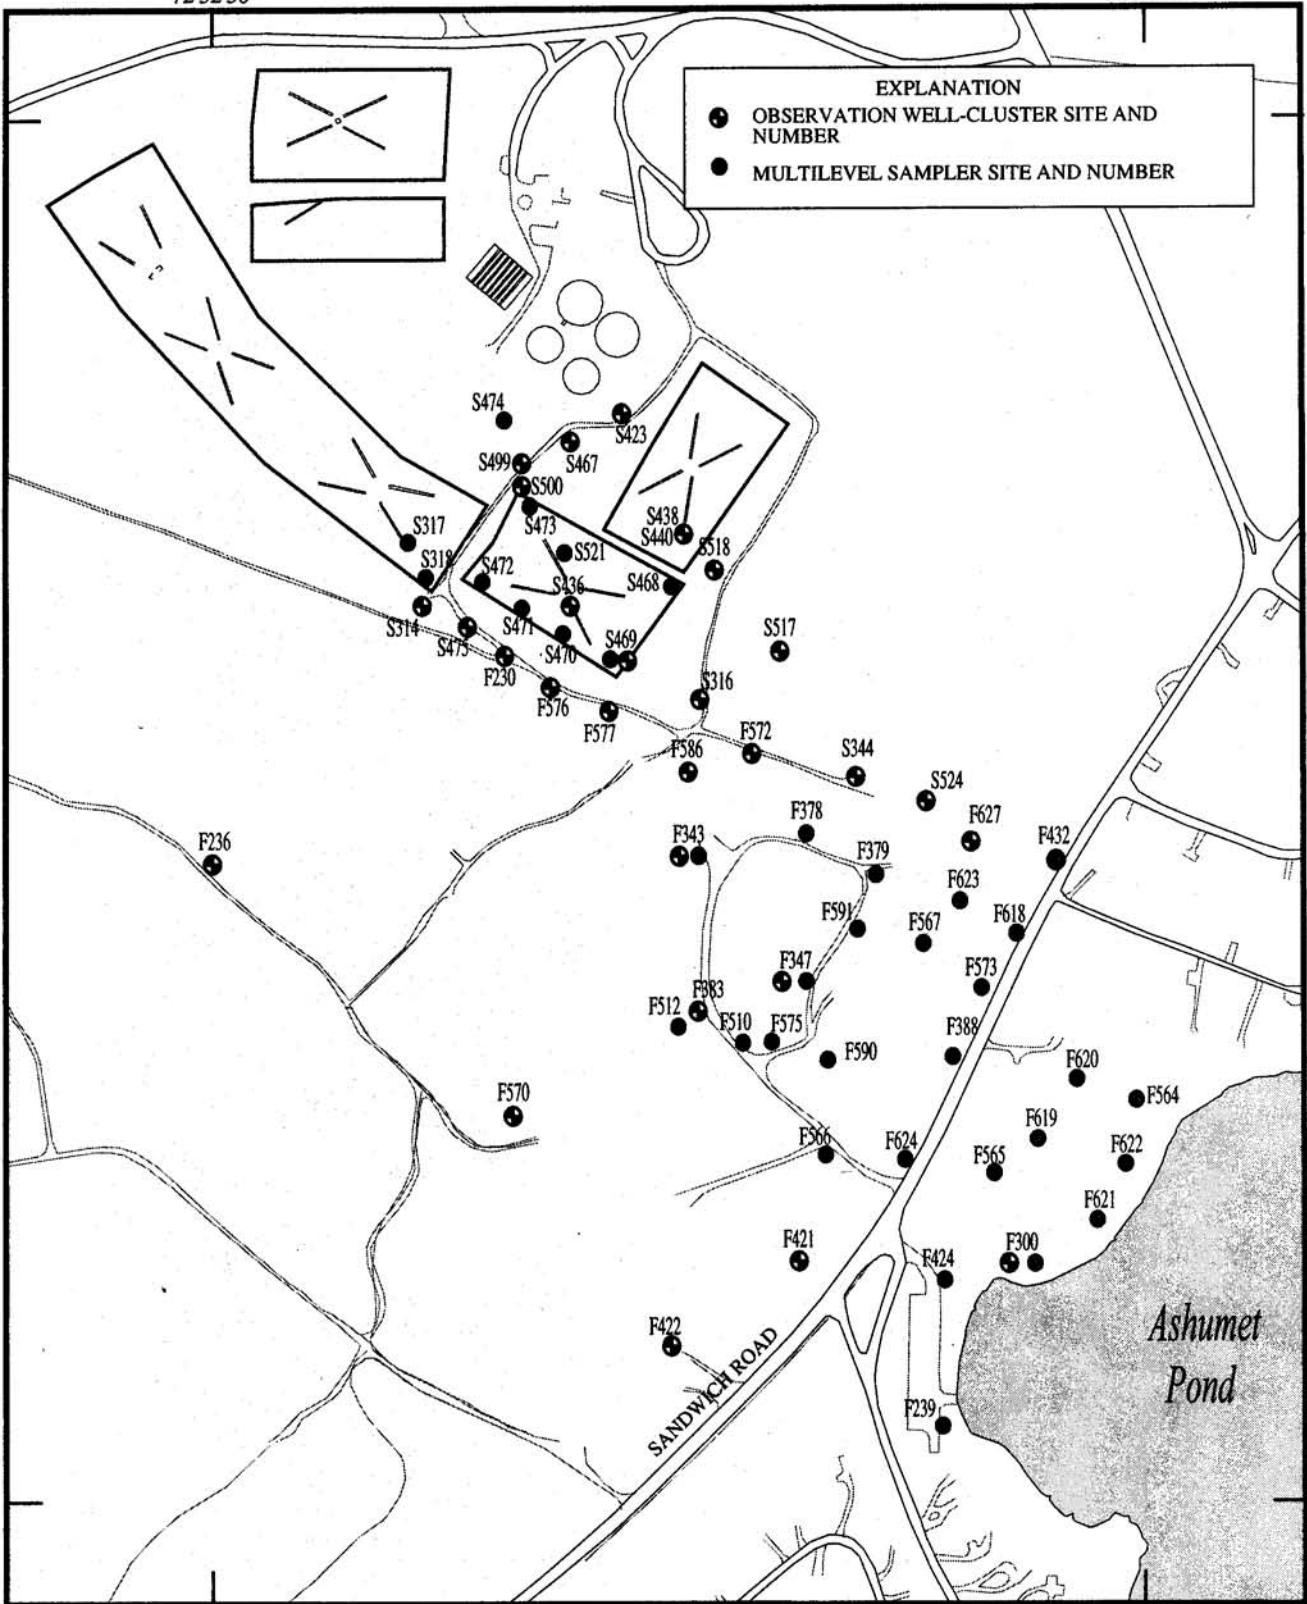 EXPLANATION
OBSERVATION WELL-CLUSTER SITE AND
NUMBER
MULTILEVEL SAMPLER SITE AND NUMBER
S474
S423
S467
S499
S500
S473
S438
S440
S518
S317
S521
S318
S472
S436
S468
S314
S475
S471
S470
S469
S517
F230
F576
F577
S316
F572
F586
S344
S524
F378
F627
F236
F343
F379
F432
F623
F591
F567
F618
F347
F573
F383
F512
F510
F575
F388
F590
F620
F564
F570
F619
F566
F624
F565
F622
F621
F421
F300
F424
Ashumet
Pond
F422
SANDWICH ROAD
F239